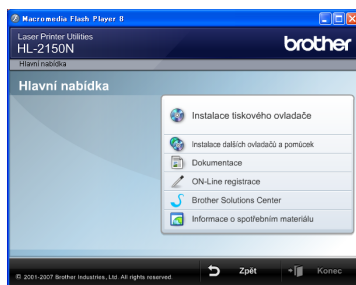 Macromedia Flash Player 8
Laser Printer Utilities
HL-2150N
brother
Hlavní nabídka
Hlavní nabídka
Instalace tiskového ovladače
Instalace dalších ovladačů a pomůcek
Dokumentace
ON-Line registrace
Brother Solutions Center
Informace o spotřebním materiálu
© 2001-2007 Brother Industries, Ltd. All rights reserved.
Zpět
Konec